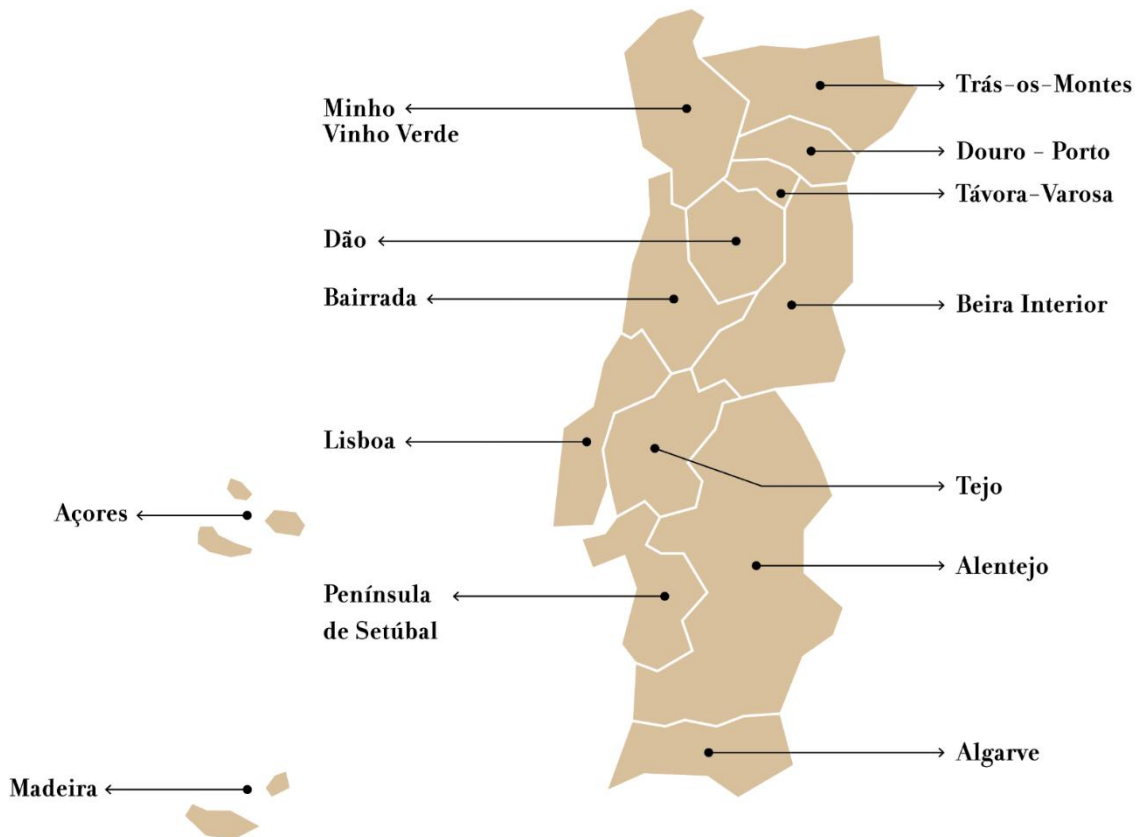 Minho
Vinho Verde
Dão
Bairrada
Lisboa
Açores
Península
de Setúbal
Madeira
Trás-os-Montes
Douro - Porto
Távora-Varosa
Beira Interior
Tejo
Alentejo
Algarve